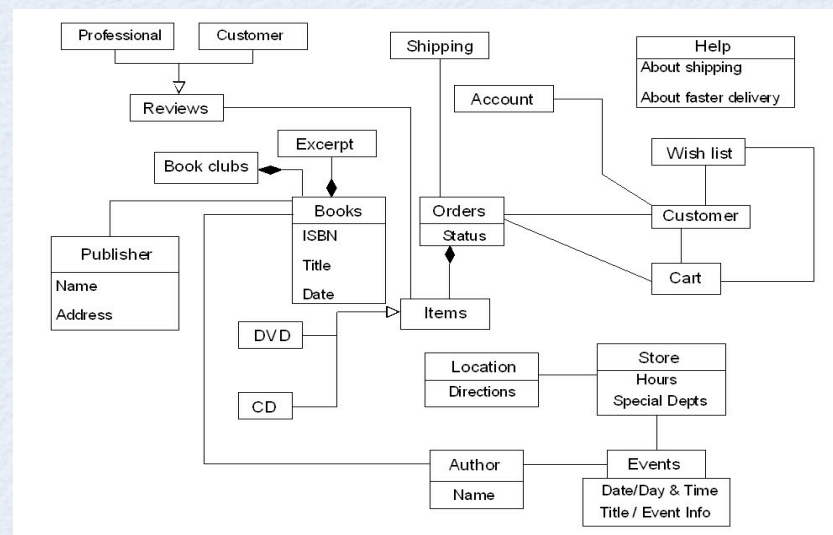 Professional
Customer
Shipping
Help
About shipping
About faster delivery
Account
Reviews
Excerpt
Wish list
Book clubs
Books
ISBN
Title
Date
Orders
Status
Customer
Publisher
Name
Address
Cart
Items
DVD
CD
Location
Directions
Store
Hours
Special Depts
Author
Name
Events
Date/Day & Time
Title / Event Info